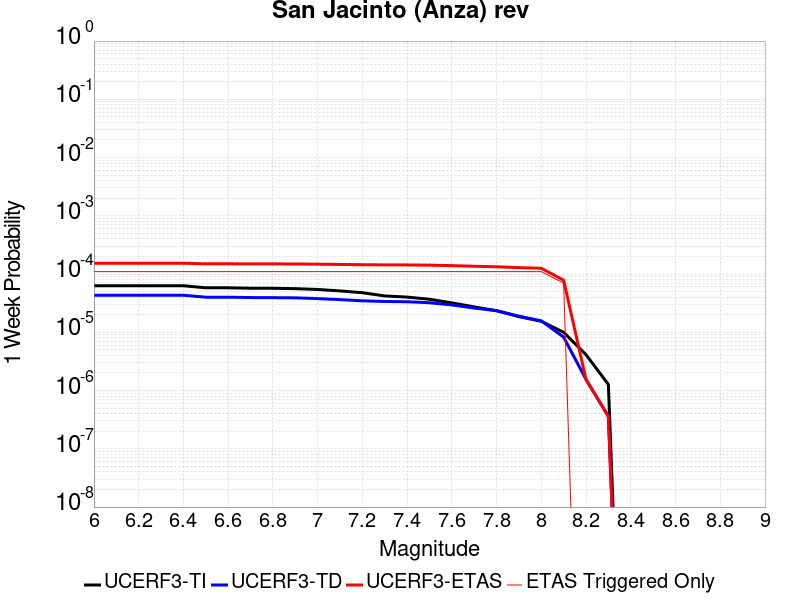 San Jacinto (Anza) rev
10^0
10^-1
10^-2
10^-3
10^-4
10^-5
10^-6
10^-7
10^-8
1 Week Probability
6 6.2 6.4 6.6 6.8 7 7.2 7.4 7.6 7.8 8 8.2 8.4 8.6 8.8 9
Magnitude
UCERF3-TI UCERF3-TD UCERF3-ETAS ETAS Triggered Only